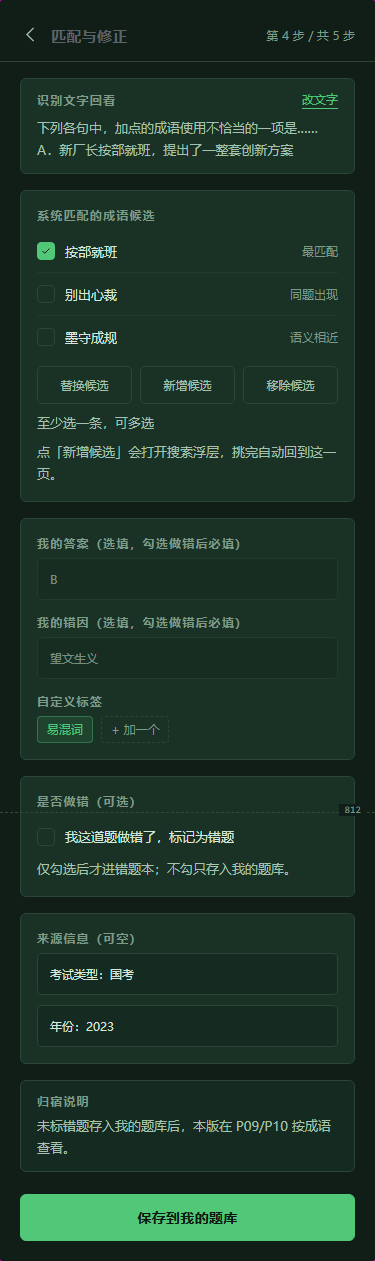 匹配与修正
第 4 步 / 共 5 步
识别文字回看
改文字
下列各句中，加点的成语使用不恰当的一项是……
A. 新厂长按部就班，提出了一整套创新方案
系统匹配的成语候选
按部就班
最匹配
别出心裁
同题出现
墨守成规
语义相近
替换候选
新增候选
移除候选
至少选一条，可多选
点「新增候选」会打开搜索浮层，挑完自动回到这一
页。
我的答案（选填，勾选做错后必填）
B
我的错因（选填，勾选做错后必填）
望文生义
自定义标签
易混词
+ 加一个
是否做错（可选）
812
我这道题做错了，标记为错题
仅勾选后才进错题本；不勾只存入我的题库。
来源信息（可空）
考试类型：国考
年份：2023
归宿说明
未标错题存入我的题库后，本版在 P09/P10 按成语
查看。
保存到我的题库